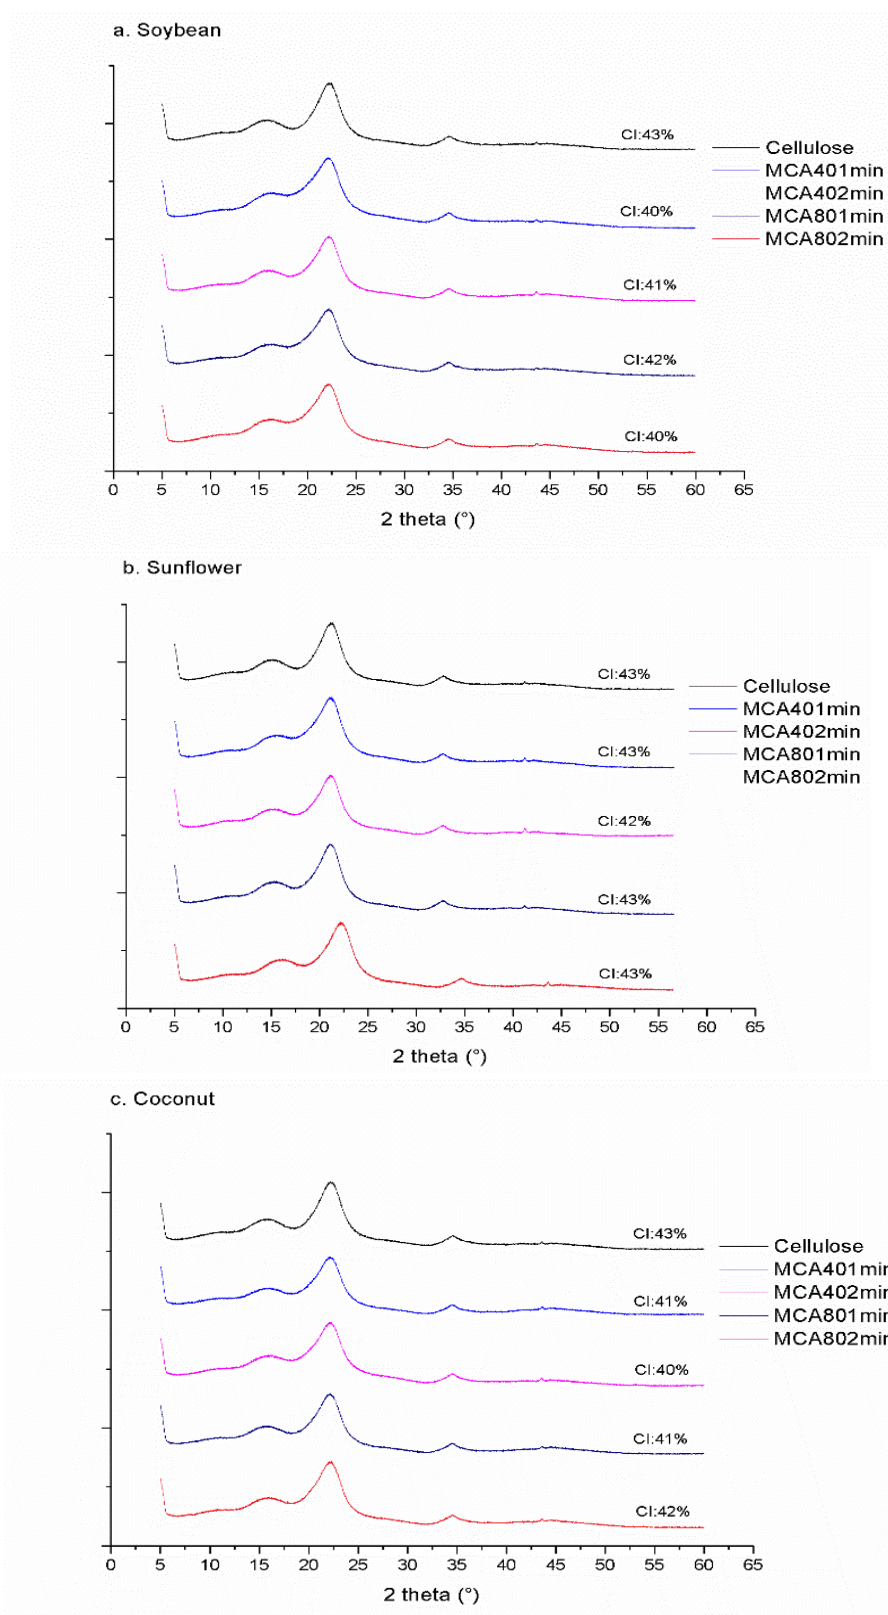 a. Soybean
CI:43%
CI:40%
CI:41%
CI:42%
CI:40%
Cellulose
MCA401min
MCA402min
MCA801min
MCA802min
0 5 10 15 20 25 30 35 40 45 50 55 60 65
2 theta (°)
b. Sunflower
CI:43%
CI:43%
CI:42%
CI:43%
CI:43%
Cellulose
MCA401min
MCA402min
MCA801min
MCA802min
0 5 10 15 20 25 30 35 40 45 50 55 60 65
2 theta (°)
c. Coconut
CI:43%
CI:41%
CI:40%
CI:41%
CI:42%
Cellulose
MCA401min
MCA402min
MCA801min
MCA802min
0 5 10 15 20 25 30 35 40 45 50 55 60 65
2 theta (°)